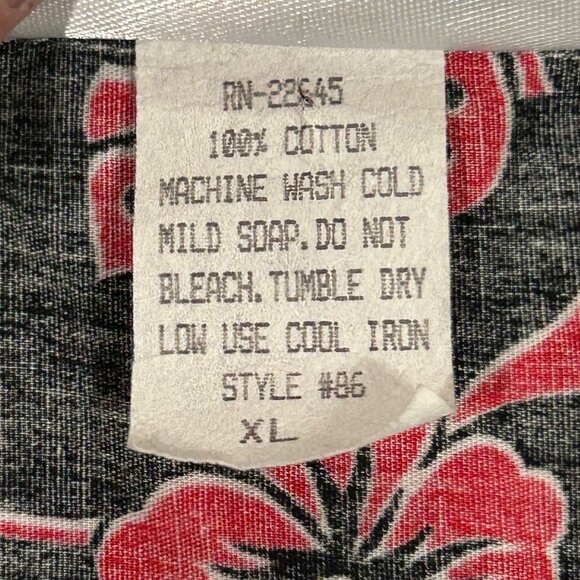 RN-22645
100% COTTON
MACHINE WASH COLD
MILD SOAP.DO NOT
BLEACH.TUMBLE DRY
LOW USE COOL IRON
STYLE #86
XL